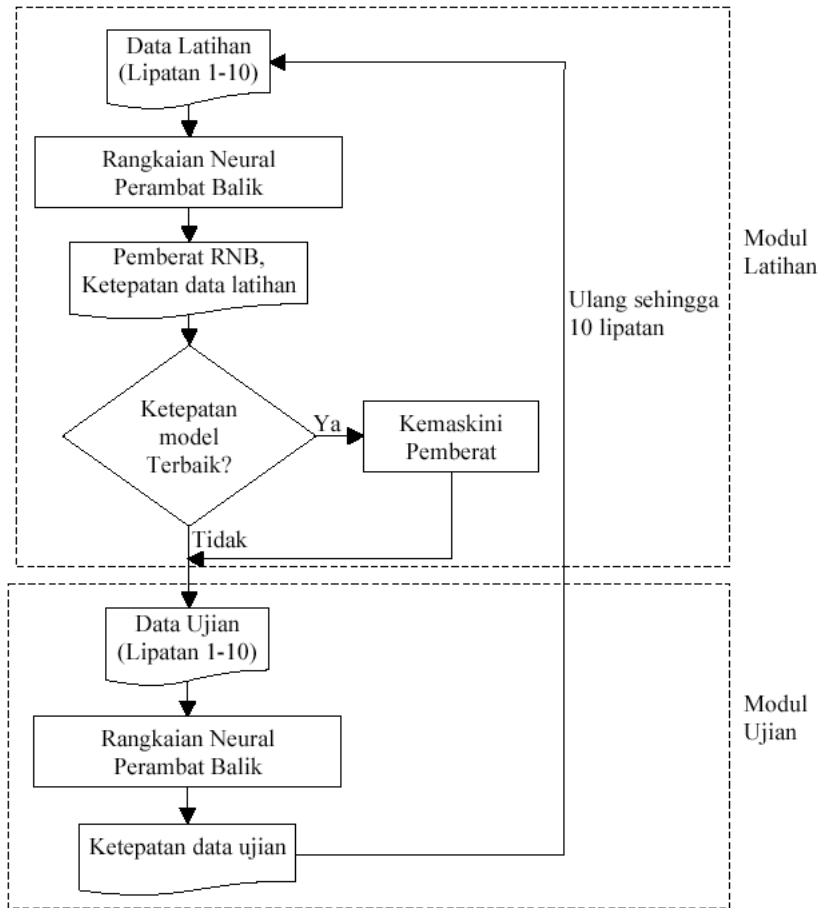 Data Latihan
(Lipatan 1-10)
Rangkaian Neural
Perambat Balik
Pemberat RNB,
Ketepatan data latihan
Modul
Latihan
Ulang sehingga
10 lipatan
Ketepatan
model
Terbaik?
Ya
Kemaskini
Pemberat
Tidak
Data Ujian
(Lipatan 1-10)
Rangkaian Neural
Perambat Balik
Modul
Ujian
Ketepatan data ujian